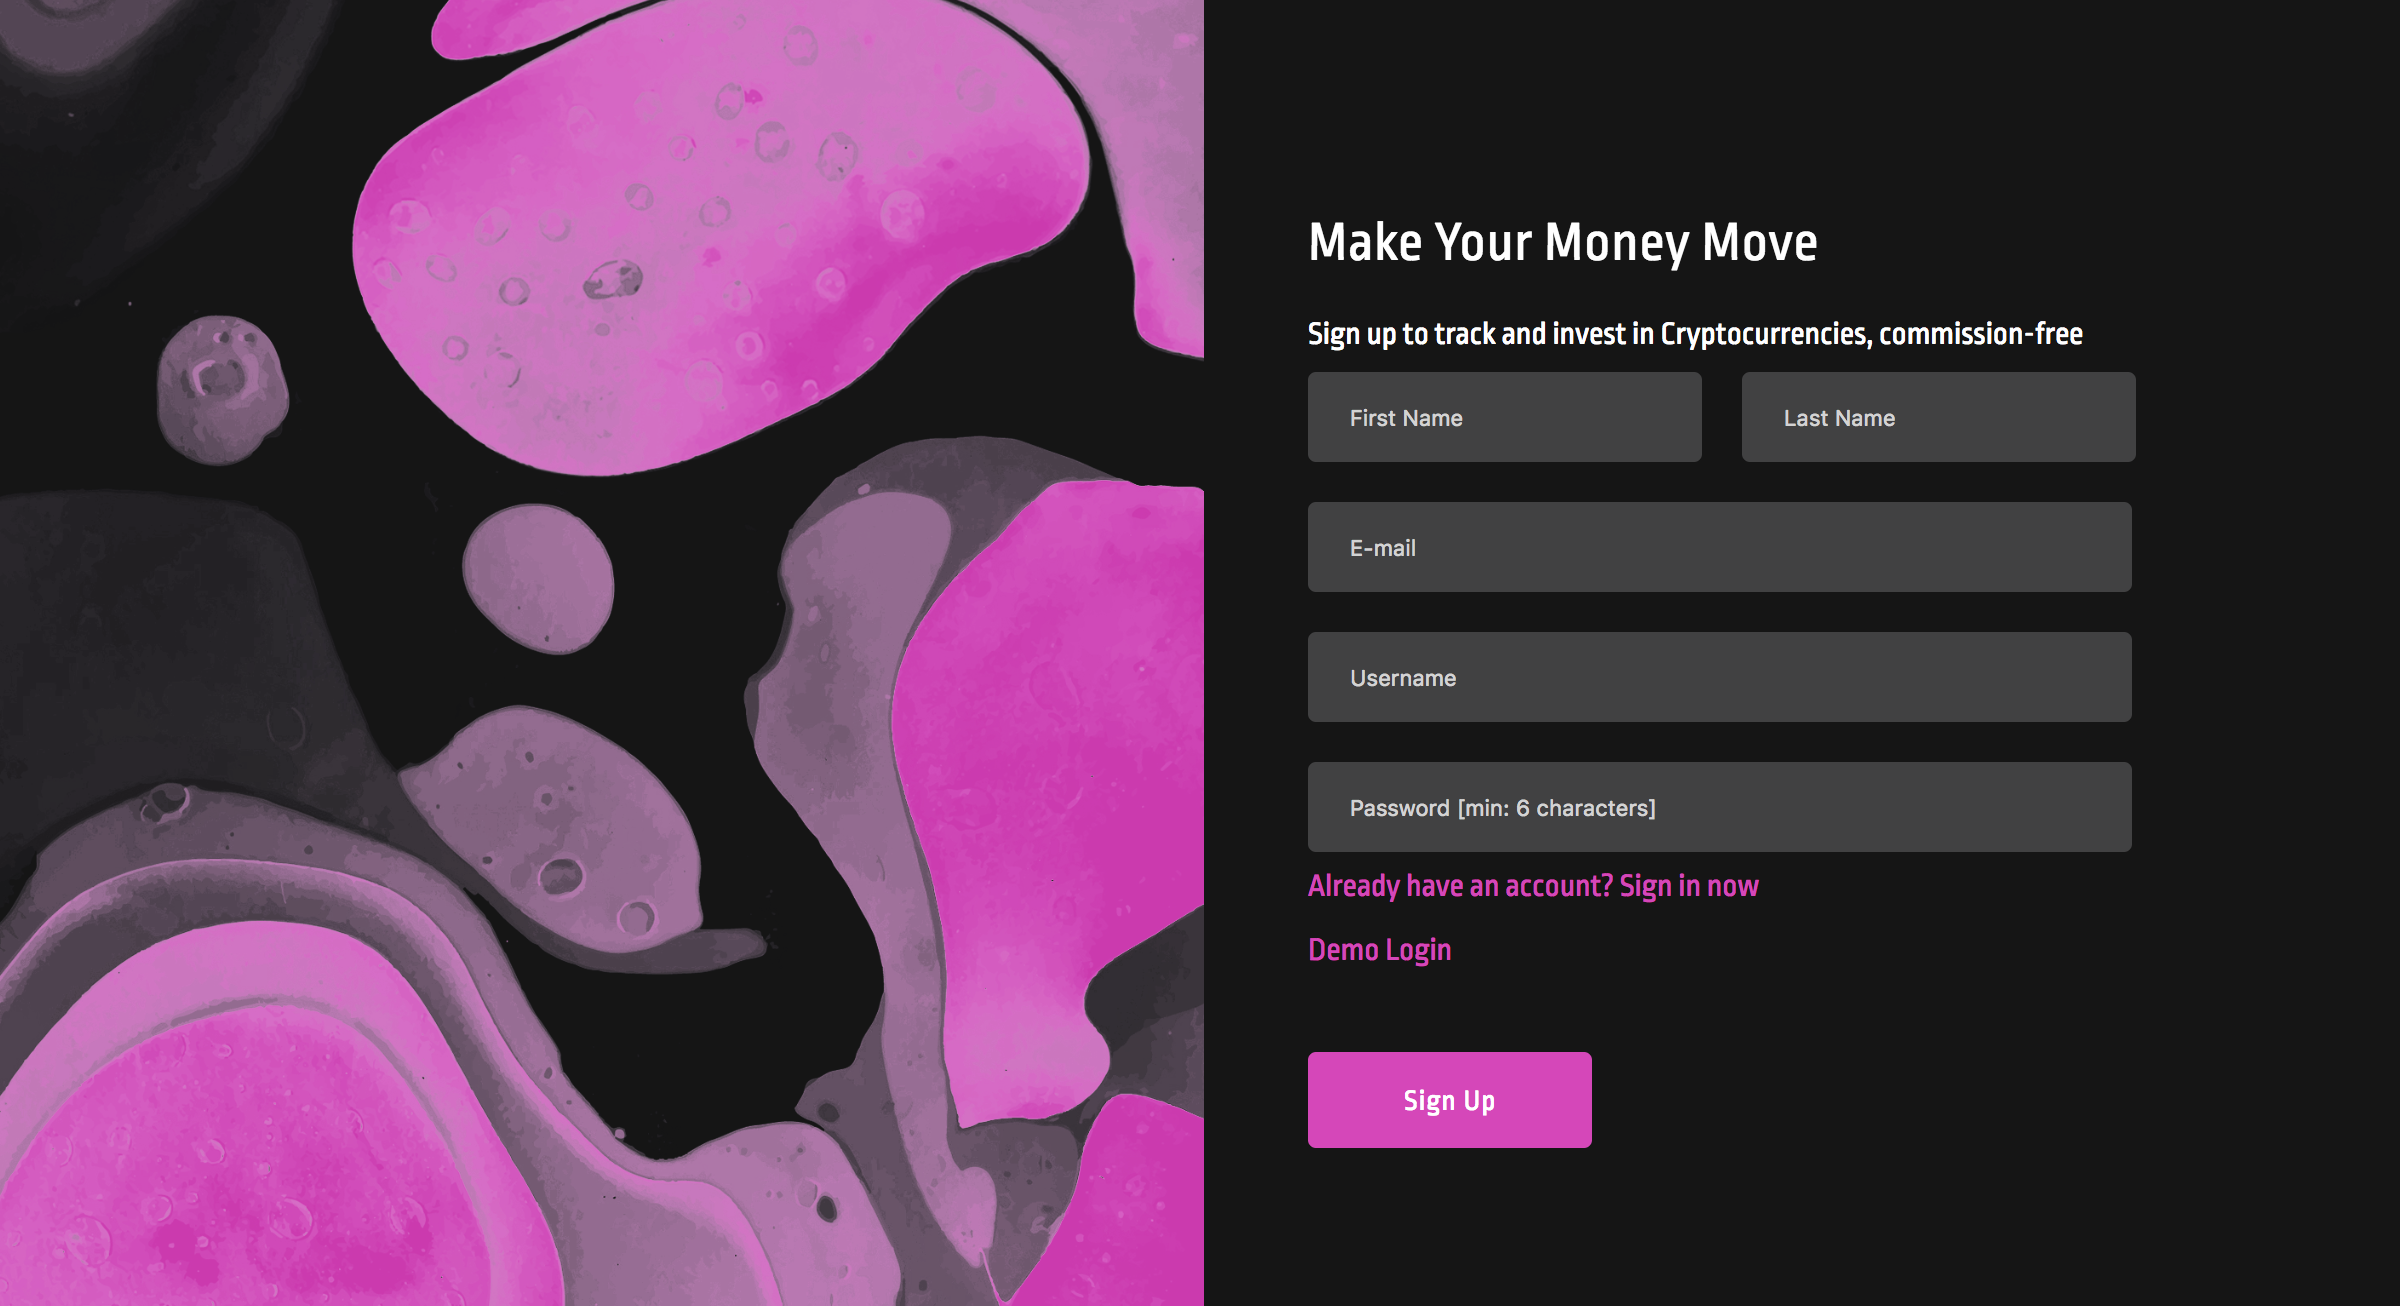 Make Your Money Move
Sign up to track and invest in Cryptocurrencies, commission-free
First Name
Last Name
E-mail
Username
Password [min: 6 characters]
Already have an account? Sign in now
Demo Login
Sign Up